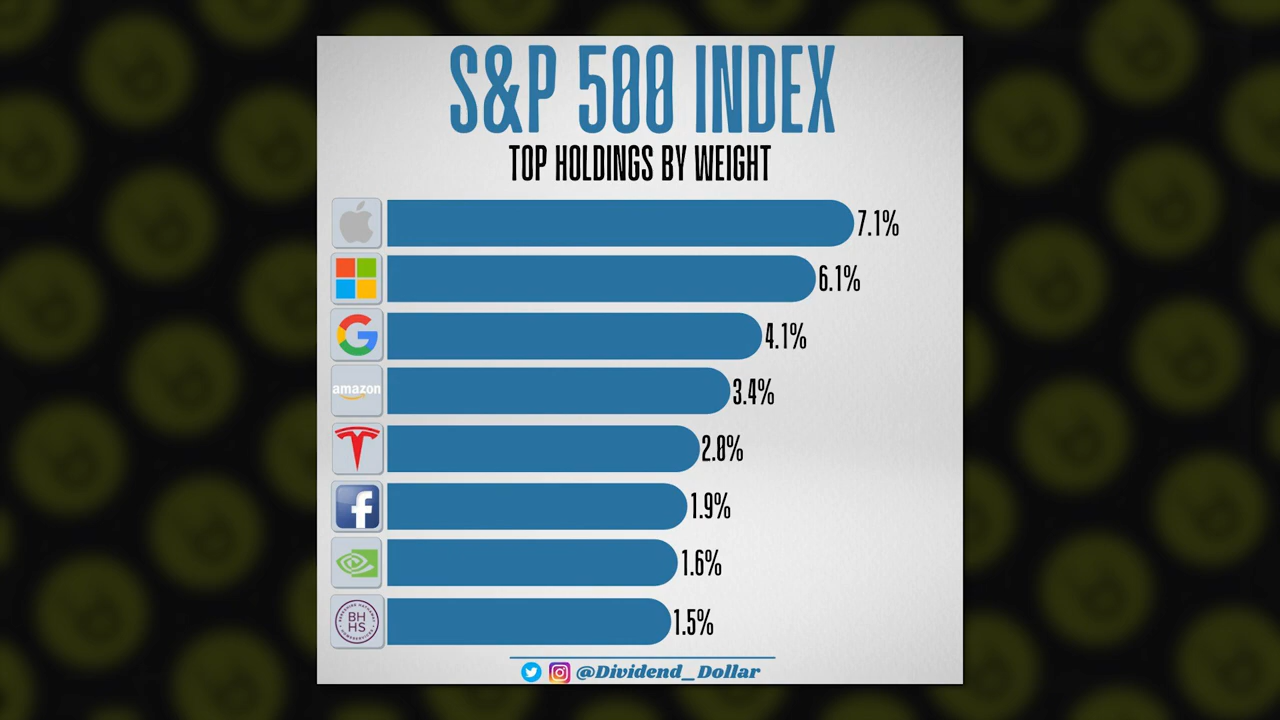 S&P 500 INDEX
TOP HOLDINGS BY WEIGHT
7.1%
6.1%
4.1%
amazon
3.4%
2.0%
f
1.9%
1.6%
BH
HS
1.5%
@Dividend_Dollar